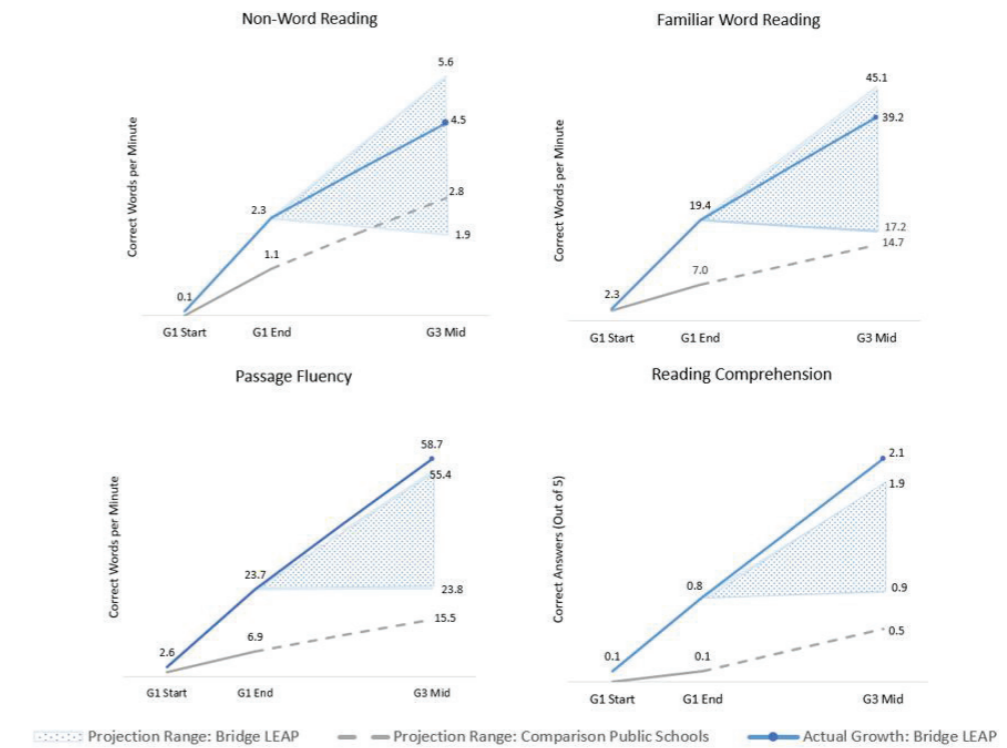 Non-Word Reading
Correct Words per Minute
5.6
4.5
2.8
2.3
1.9
1.1
0.1
G1 Start
G1 End
G3 Mid
Familiar Word Reading
Correct Words per Minute
45.1
39.2
19.4
17.2
14.7
7.0
2.3
G1 Start
G1 End
G3 Mid
Passage Fluency
Correct Words per Minute
58.7
55.4
23.7
23.8
15.5
6.9
2.6
G1 Start
G1 End
G3 Mid
Reading Comprehension
Correct Answers (Out of 5)
2.1
1.9
0.8
0.9
0.5
0.1
0.1
G1 Start
G1 End
G3 Mid
Projection Range: Bridge LEAP
Projection Range: Comparison Public Schools
Actual Growth: Bridge LEAP